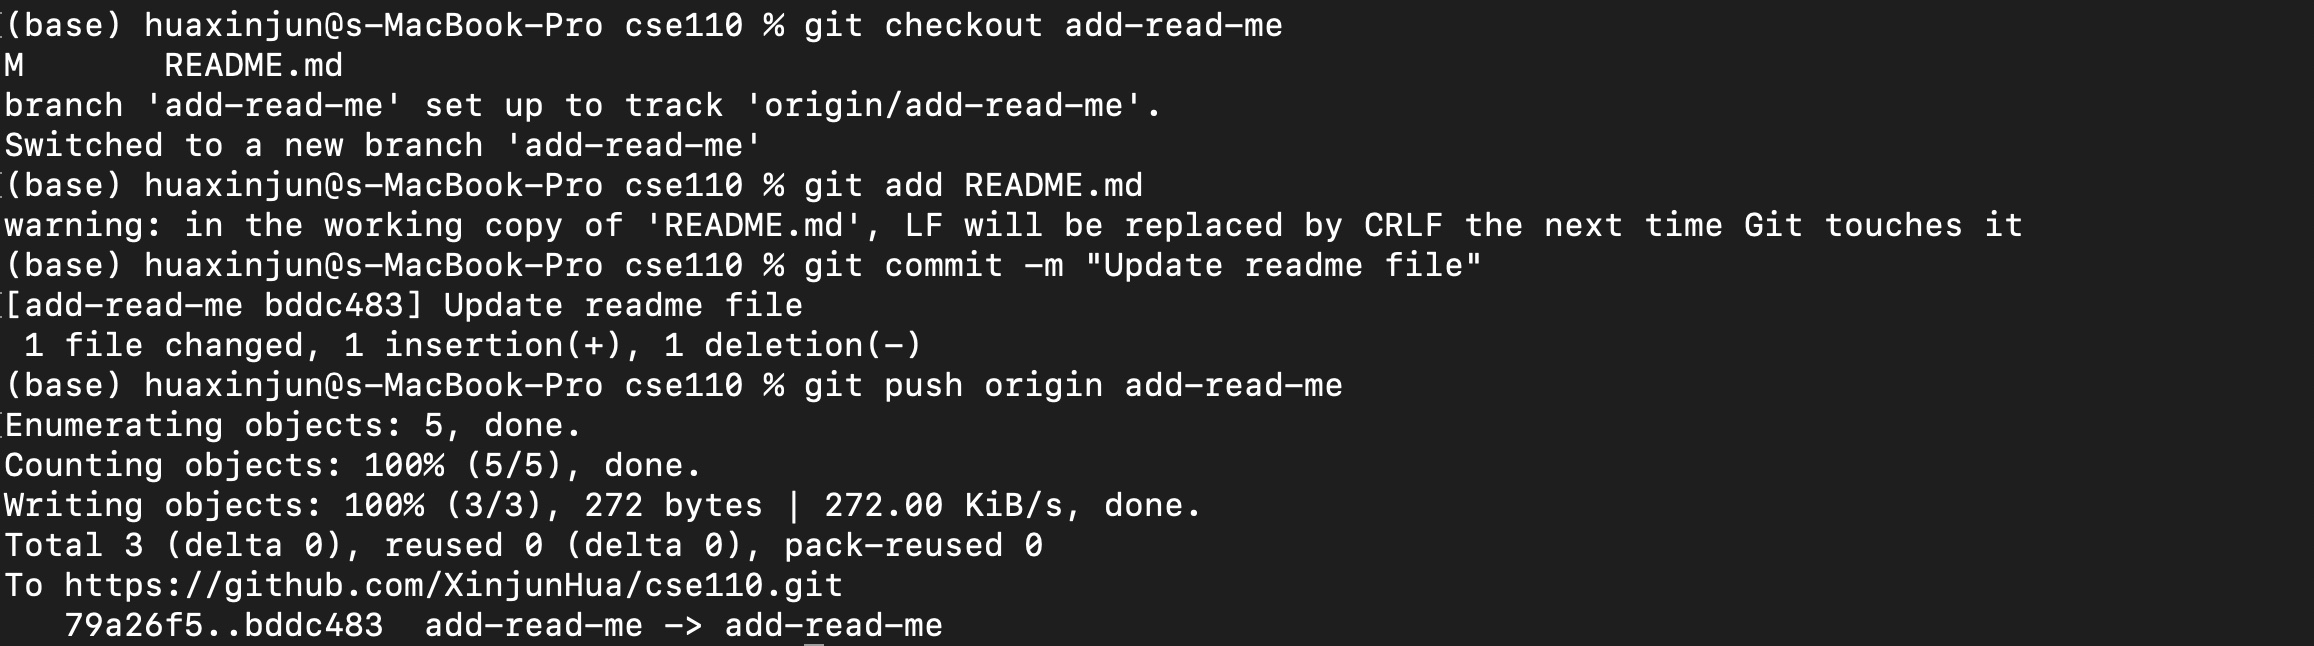 (base) huaxinjun@s-MacBook-Pro cse110 % git checkout add-read-me
M       README.md
branch 'add-read-me' set up to track 'origin/add-read-me'.
Switched to a new branch 'add-read-me'
(base) huaxinjun@s-MacBook-Pro cse110 % git add README.md
warning: in the working copy of 'README.md', LF will be replaced by CRLF the next time Git touches it
(base) huaxinjun@s-MacBook-Pro cse110 % git commit -m "Update readme file"
[add-read-me bddc483] Update readme file
 1 file changed, 1 insertion(+), 1 deletion(-)
(base) huaxinjun@s-MacBook-Pro cse110 % git push origin add-read-me
Enumerating objects: 5, done.
Counting objects: 100% (5/5), done.
Writing objects: 100% (3/3), 272 bytes | 272.00 KiB/s, done.
Total 3 (delta 0), reused 0 (delta 0), pack-reused 0
To https://github.com/XinjunHua/cse110.git
   79a26f5..bddc483  add-read-me -> add-read-me